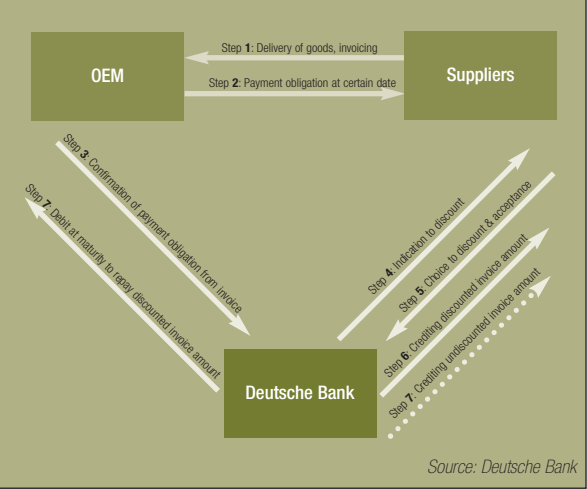 Step 1: Delivery of goods, invoicing
OEM
Suppliers
Step 2: Payment obligation at certain date
Step 3: Confirmation of payment obligation from invoice
Step 7: Debit at maturity to repay discounted invoice amount
Step 4: Indication to discount
Step 5: Choice to discount & acceptance
Step 6: Crediting discounted invoice amount
Step 7: Crediting undiscounted invoice amount
Deutsche Bank
Source: Deutsche Bank